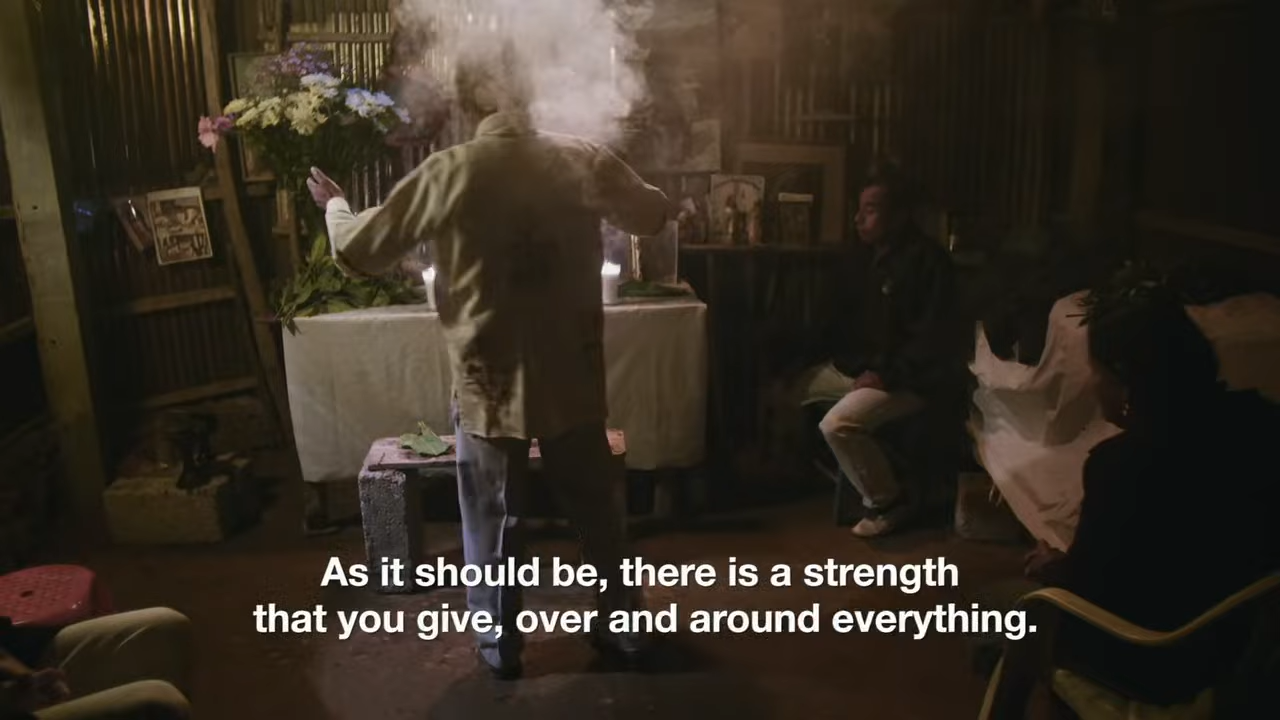 As it should be, there is a strength
that you give, over and around everything.